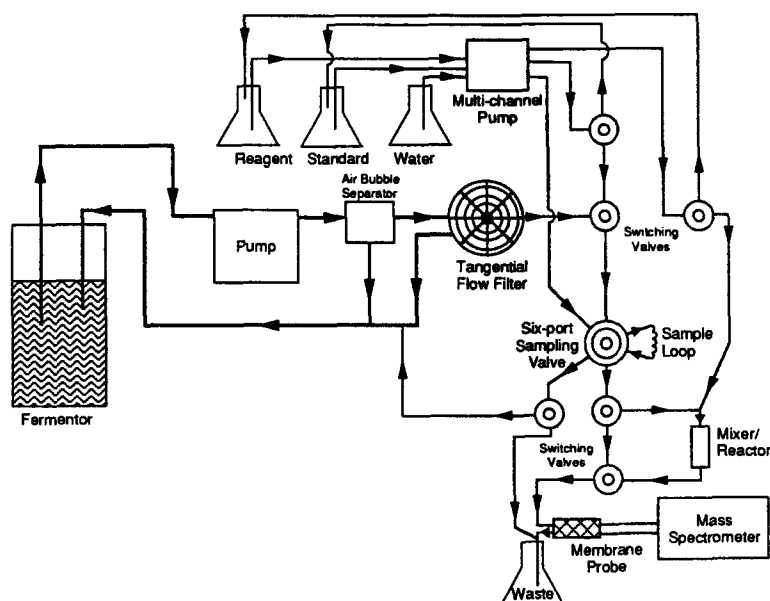 Reagent
Standard
Water
Multi-channel
Pump
Air Bubble
Separator
Pump
Tangential
Flow Filter
Switching
Valves
Fermentor
Six-port
Sampling
Valve
Sample
Loop
Switching
Valves
Mixer/
Reactor
Membrane
Probe
Mass
Spectrometer
Waste